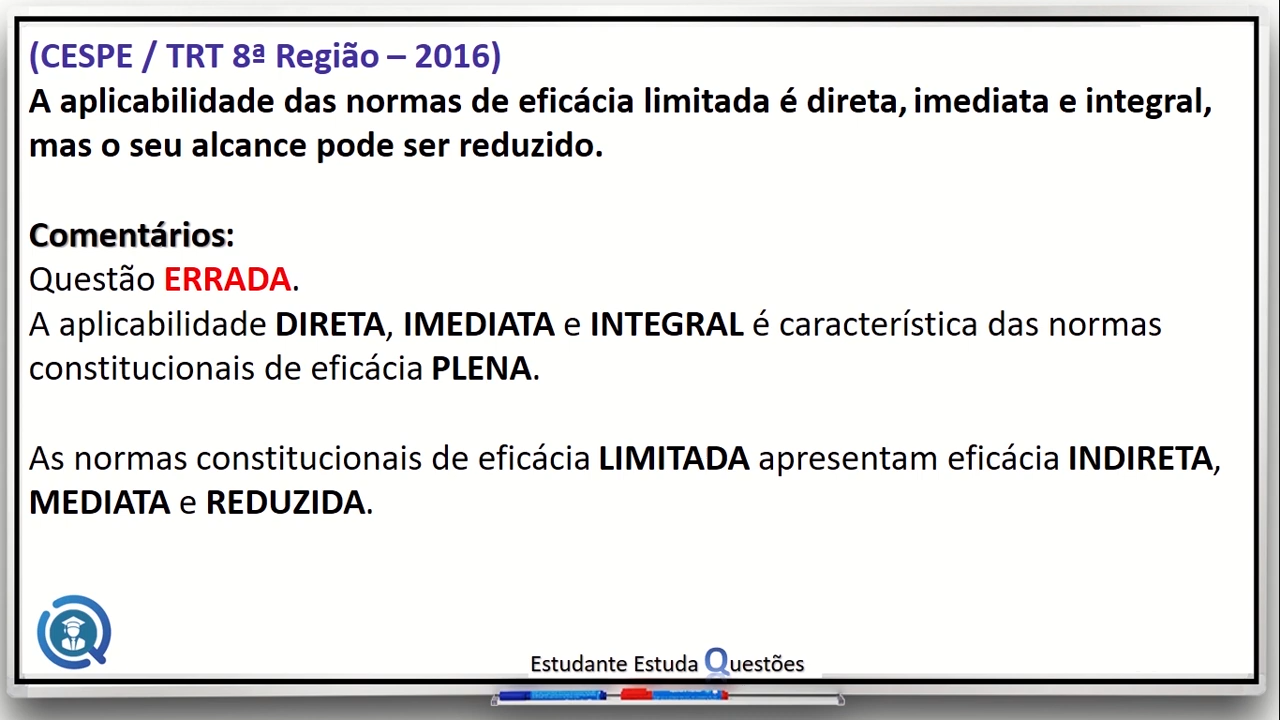 (CESPE / TRT 8ª Região – 2016)
A aplicabilidade das normas de eficácia limitada é direta, imediata e integral,
mas o seu alcance pode ser reduzido.
Comentários:
Questão ERRADA.
A aplicabilidade DIRETA, IMEDIATA e INTEGRAL é característica das normas
constitucionais de eficácia PLENA.
As normas constitucionais de eficácia LIMITADA apresentam eficácia INDIRETA,
MEDIATA e REDUZIDA.
Estudante Estuda Questões